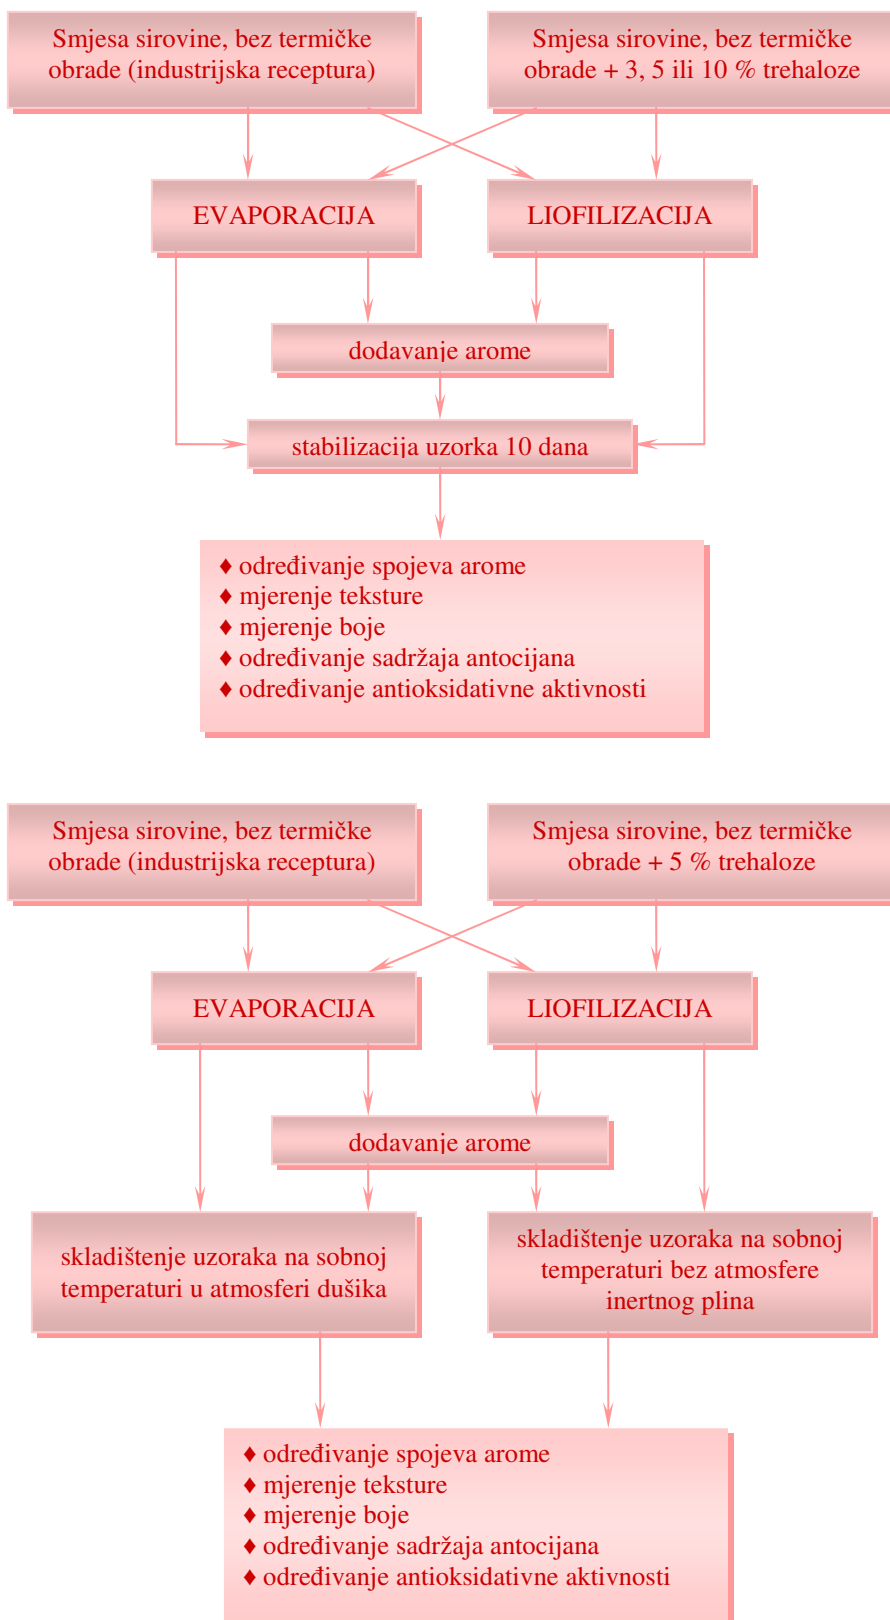 Smjesa sirovine, bez termičke
obrade (industrijska receptura)
Smjesa sirovine, bez termičke
obrade + 3, 5 ili 10 % trehaloze
EVAPORACIJA
LIOFILIZACIJA
dodavanje arome
stabilizacija uzorka 10 dana
♦ određivanje spojeva arome
♦ mjerenje teksture
♦ mjerenje boje
♦ određivanje sadržaja antocijana
♦ određivanje antioksidativne aktivnosti
Smjesa sirovine, bez termičke
obrade (industrijska receptura)
Smjesa sirovine, bez termičke
obrade + 5 % trehaloze
EVAPORACIJA
LIOFILIZACIJA
dodavanje arome
skladištenje uzoraka na sobnoj
temperaturi u atmosferi dušika
skladištenje uzoraka na sobnoj
temperaturi bez atmosfere
inertnog plina
♦ određivanje spojeva arome
♦ mjerenje teksture
♦ mjerenje boje
♦ određivanje sadržaja antocijana
♦ određivanje antioksidativne aktivnosti